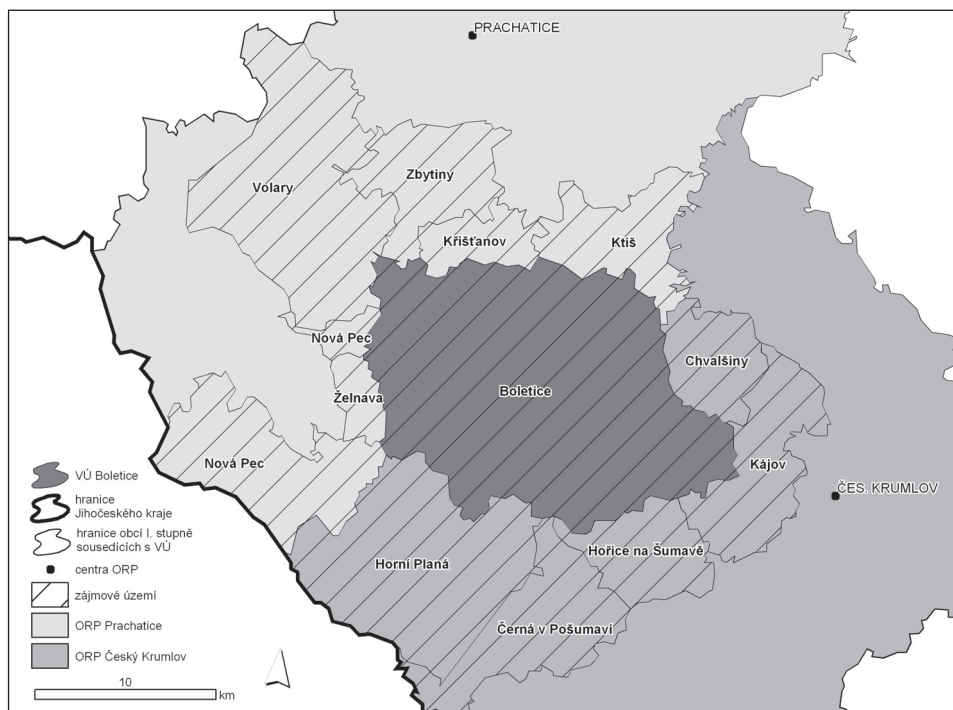 PRACHATICE
Volary
Zbytiny
Křišťanov
Ktiš
Nová Pec
Chvalšiny
Želnava
Boletice
Nová Pec
Kájov
ČES. KRUMLOV
Hořice na Šumavě
Horní Planá
Černá v Pošumaví
VÚ Boletice
hranice
Jihočeského kraje
hranice obcí I. stupně
sousedících s VÚ
centra ORP
zájmové území
ORP Prachatice
ORP Český Krumlov
10
km